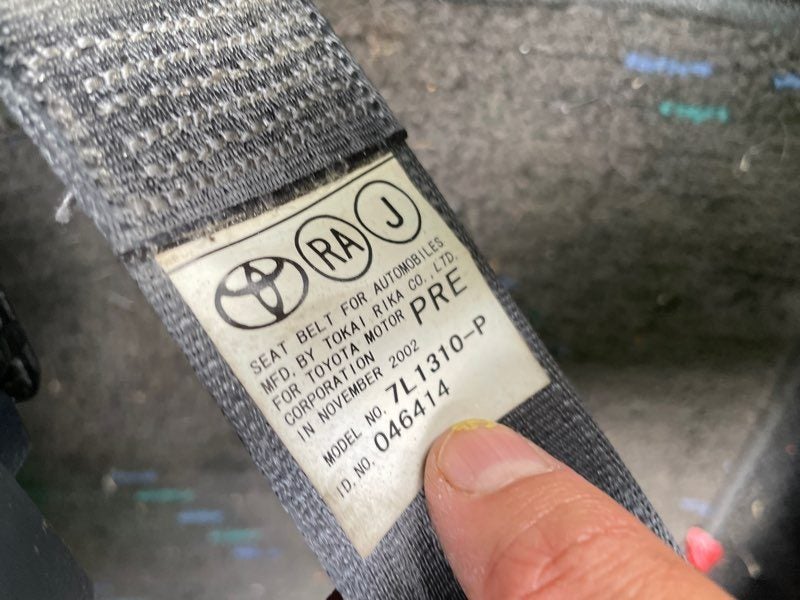 RA J
SEAT BELT FOR AUTOMOBILES
MFD. BY TOKAI RIKA CO., LTD.
FOR TOYOTA MOTOR PRE
CORPORATION
IN NOVEMBER 2002
MODEL NO. 7L1310-P
ID. NO. 046414